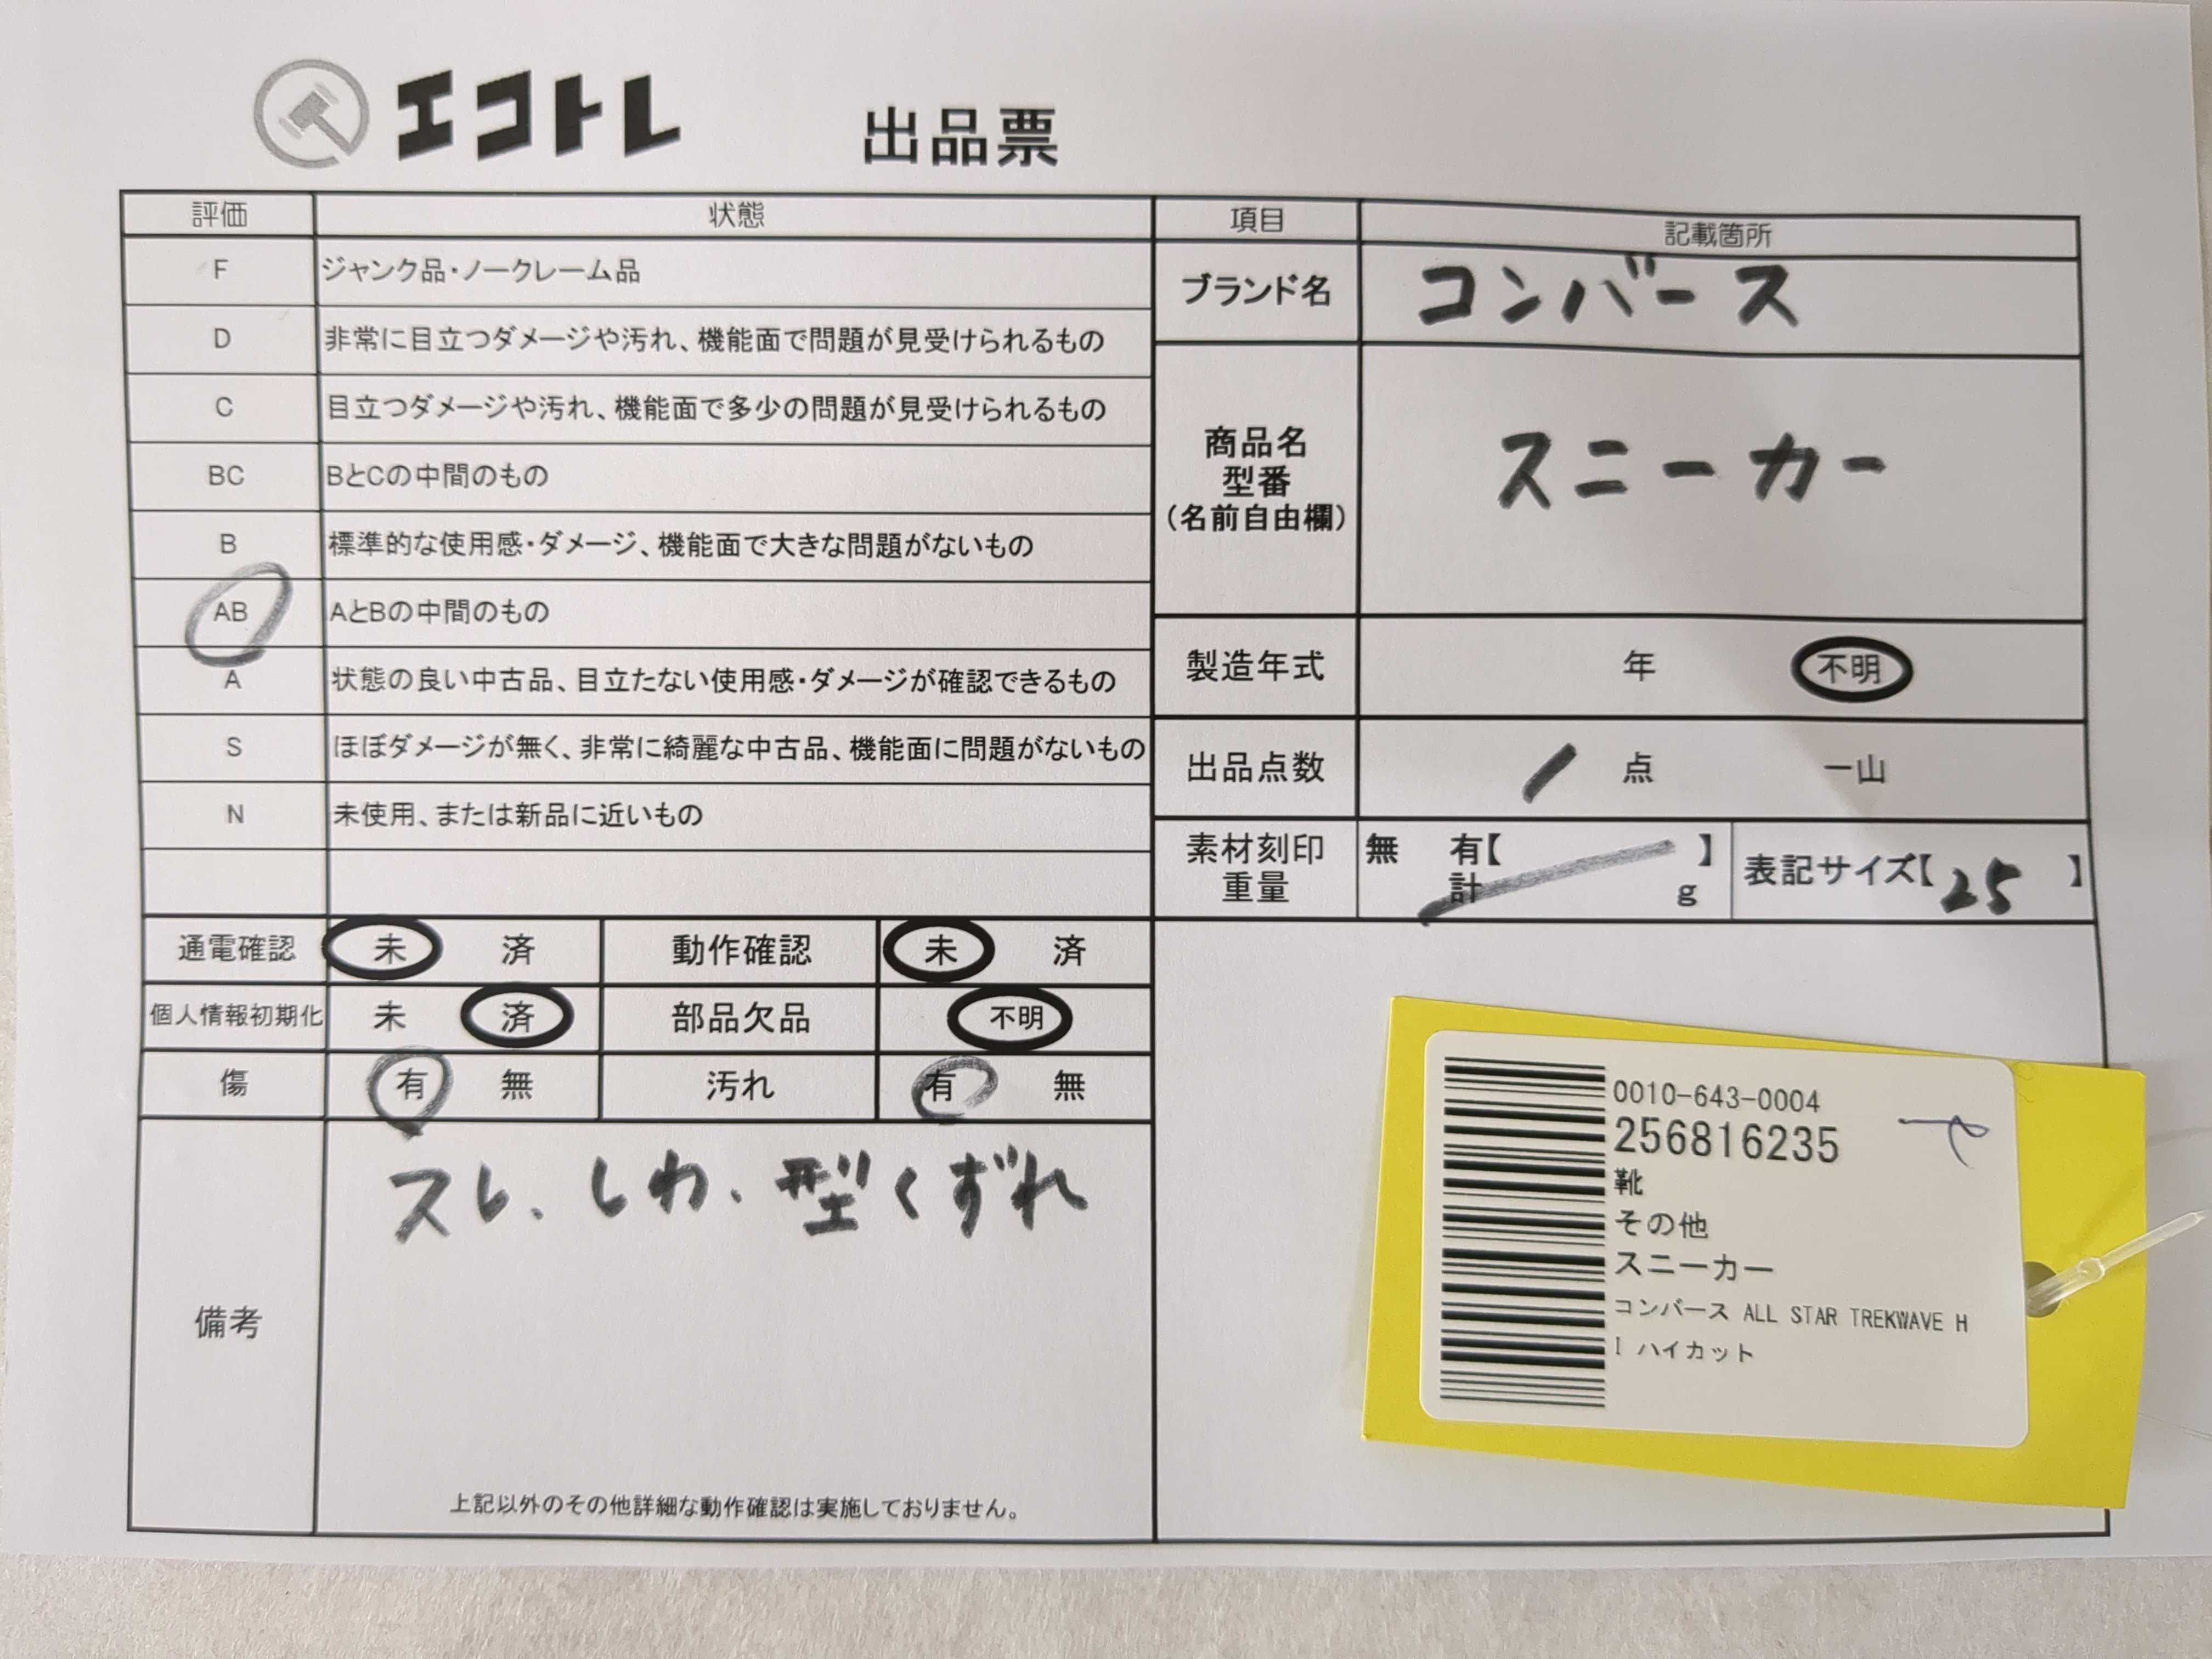 エコトレ 出品票
評価 状態
F ジャンク品・ノークレーム品
D 非常に目立つダメージや汚れ、機能面で問題が見受けられるもの
C 目立つダメージや汚れ、機能面で多少の問題が見受けられるもの
BC BとCの中間のもの
B 標準的な使用感・ダメージ、機能面で大きな問題がないもの
AB AとBの中間のもの
A 状態の良い中古品、目立たない使用感・ダメージが確認できるもの
S ほぼダメージが無く、非常に綺麗な中古品、機能面に問題がないもの
N 未使用、または新品に近いもの
通電確認 未 済 動作確認 未 済
個人情報初期化 未 済 部品欠品 不明
傷 有 無 汚れ 有 無
備考
スレ、しわ、型くずれ
上記以外のその他詳細な動作確認は実施しておりません。
項目 記載箇所
ブランド名 コンバース
商品名
型番
(名前自由欄)
スニーカー
製造年式 年 不明
出品点数 1 点 一山
素材刻印 無 有【 】
重量 計 g
表記サイズ【 25 】
0010-643-0004
256816235
靴
その他
スニーカー
コンバース ALL STAR TREKWAVE H
I ハイカット